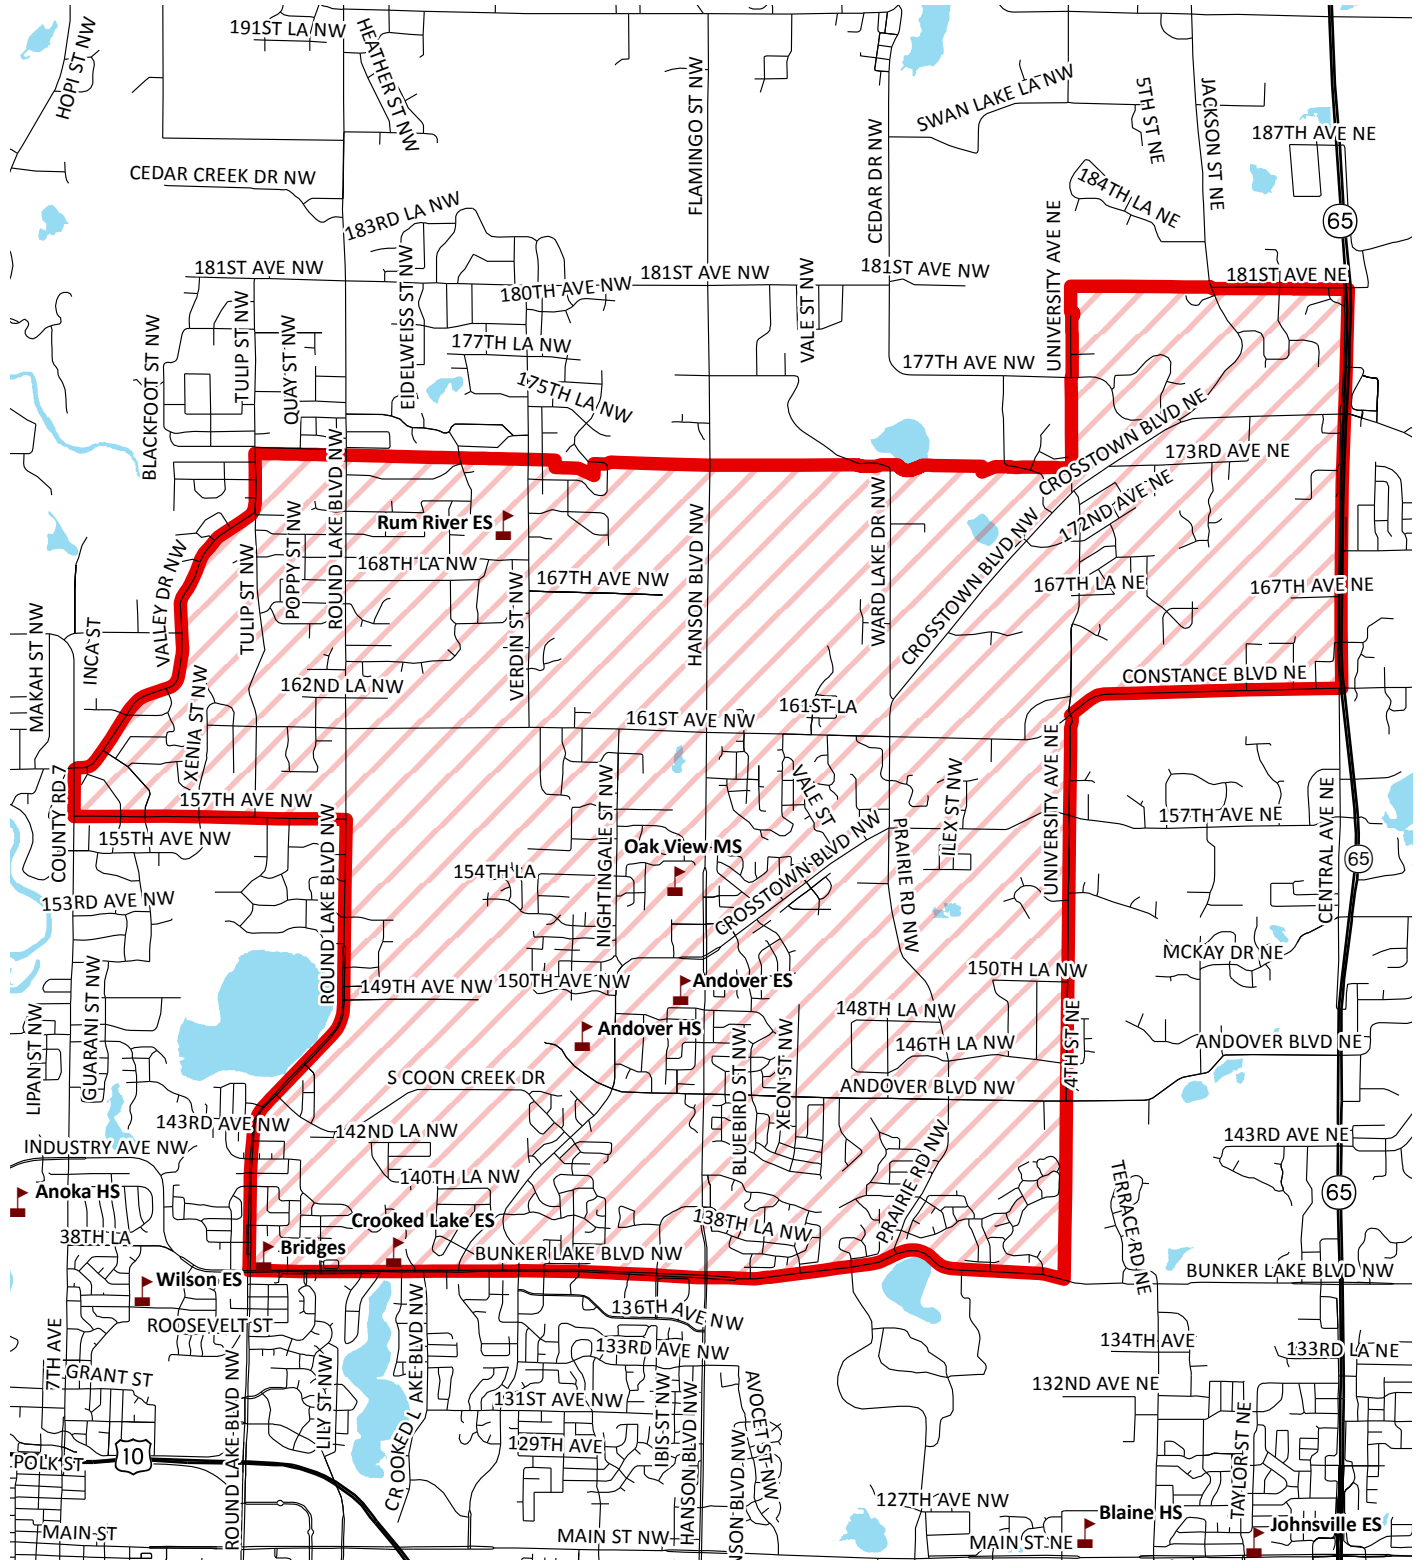 191ST LA NW
HOPI ST NW
HEATHER ST NW
FLAMINGO ST NW
SWAN LAKE LA NW
5TH ST NE
JACKSON ST NE
187TH AVE NE
CEDAR CREEK DR NW
CEDAR DR NW
184TH LA NE
183RD LA NW
UNIVERSITY AVE NE
65
181ST AVE NW
181ST AVE NW
181ST AVE NW
181ST AVE NE
EIDELWEISS ST NW
180TH AVE NW
VALE ST NW
TULIP ST NW
QUAY ST NW
BLACKFOOT ST NW
177TH LA NW
177TH AVE NW
175TH LA NW
CROSSTOWN BLVD NE
173RD AVE NE
ROUND LAKE BLVD NW
172ND AVE NE
Rum River ES
POPPY ST NW
HANSON BLVD NW
WARD LAKE DR NW
CROSSTOWN BLVD NW
VALLEY DR NW
TULIP ST NW
168TH LA NW
167TH AVE NW
167TH LA NE
167TH AVE NE
MAKAH ST NW
INCA ST
VERDIN ST NW
XENIA ST NW
162ND LA NW
CONSTANCE BLVD NE
161ST AVE NW
161ST LA
COUNTY RD 7
157TH AVE NW
NIGHTINGALE ST NW
VALE ST
ILEX ST NW
UNIVERSITY AVE NE
157TH AVE NE
155TH AVE NW
ROUND LAKE BLVD NW
Oak View MS
CROSSTOWN BLVD NW
PRAIRIE RD NW
CENTRAL AVE NE
65
154TH LA
153RD AVE NW
MCKAY DR NE
149TH AVE NW
150TH AVE NW
Andover ES
150TH LA NW
GUARANI ST NW
LIPAN ST NW
Andover HS
148TH LA NW
146TH LA NW
4TH ST NE
ANDOVER BLVD NE
BLUEBIRD ST NW
XEON ST NW
S COON CREEK DR
ANDOVER BLVD NW
143RD AVE NW
142ND LA NW
143RD AVE NE
INDUSTRY AVE NW
PRAIRIE RD NW
TERRACE RD NE
140TH LA NW
Anoka HS
65
Crooked Lake ES
138TH LA NW
38TH LA
Bridges
BUNKER LAKE BLVD NW
BUNKER LAKE BLVD NW
Wilson ES
136TH AVE NW
ROOSEVELT ST
CROOKED LAKE BLVD NW
133RD AVE NW
134TH AVE
133RD LA NE
7TH AVE
GRANT ST
ROUND LAKE BLVD NW
LILY ST NW
131ST AVE NW
IBIS ST NW
HANSON BLVD NW
AVOCET ST NW
132ND AVE NE
TAYLOR ST NE
129TH AVE
10
POLK ST
127TH AVE NW
Blaine HS
Johnsville ES
MAIN ST
MAIN ST NW
NSON BLVD NW
MAIN ST NE